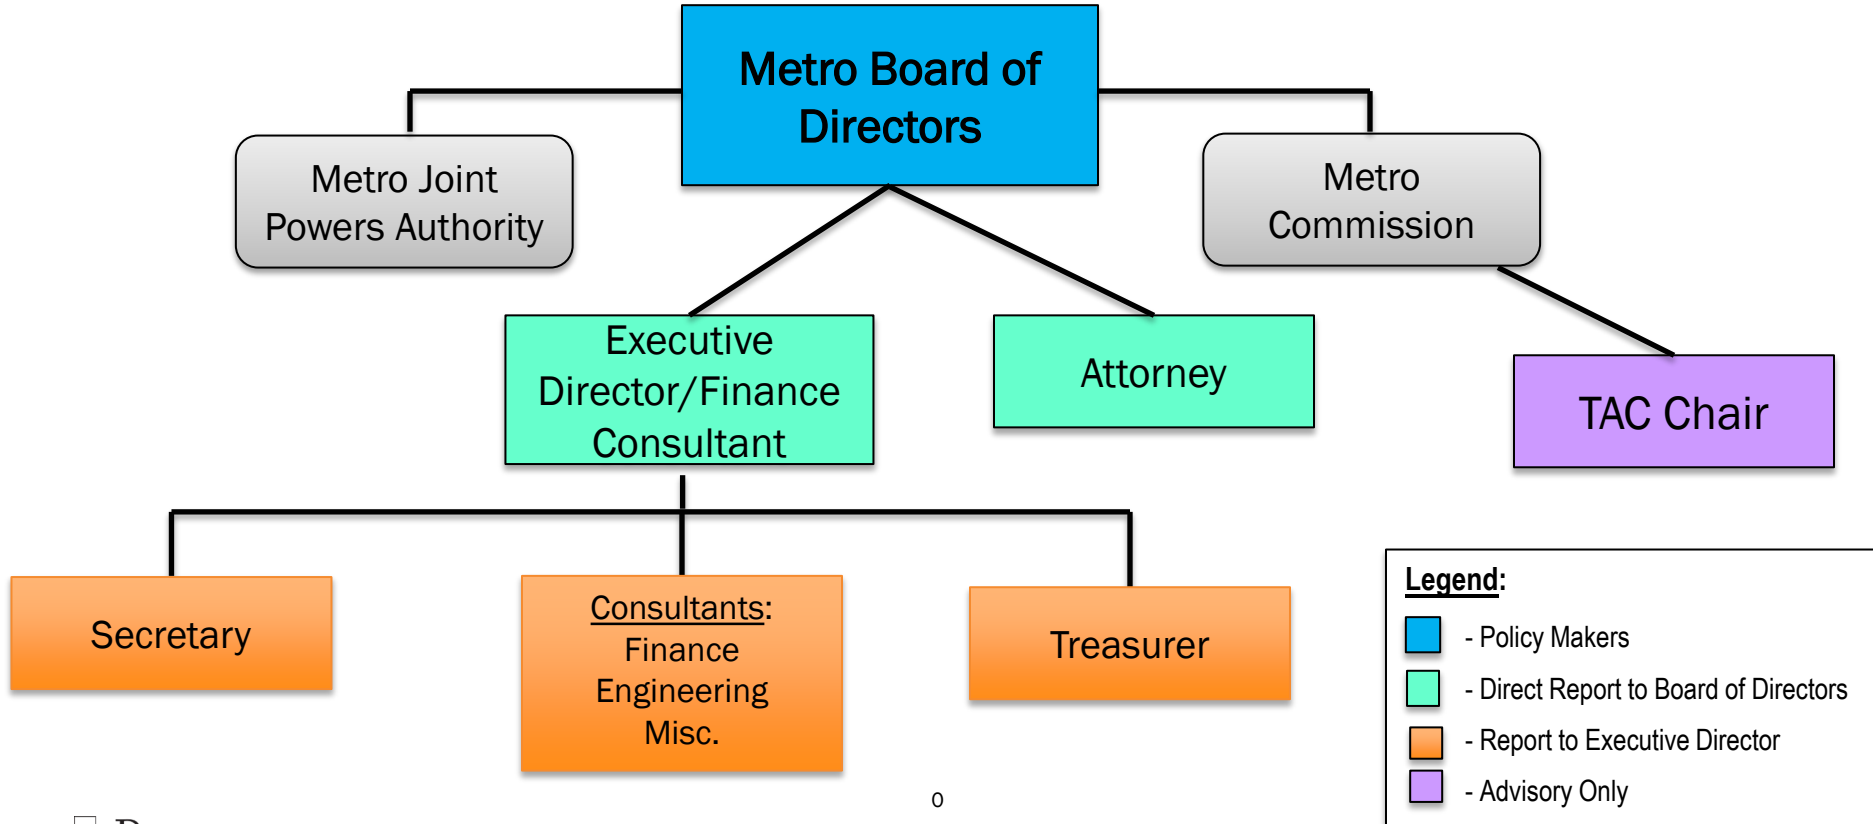 Metro Board of
Directors
Metro Joint
Powers Authority
Metro
Commission
Executive
Director/Finance
Consultant
Attorney
TAC Chair
Secretary
Consultants:
Finance
Engineering
Misc.
Treasurer
Legend:
- Policy Makers
- Direct Report to Board of Directors
- Report to Executive Director
- Advisory Only
0